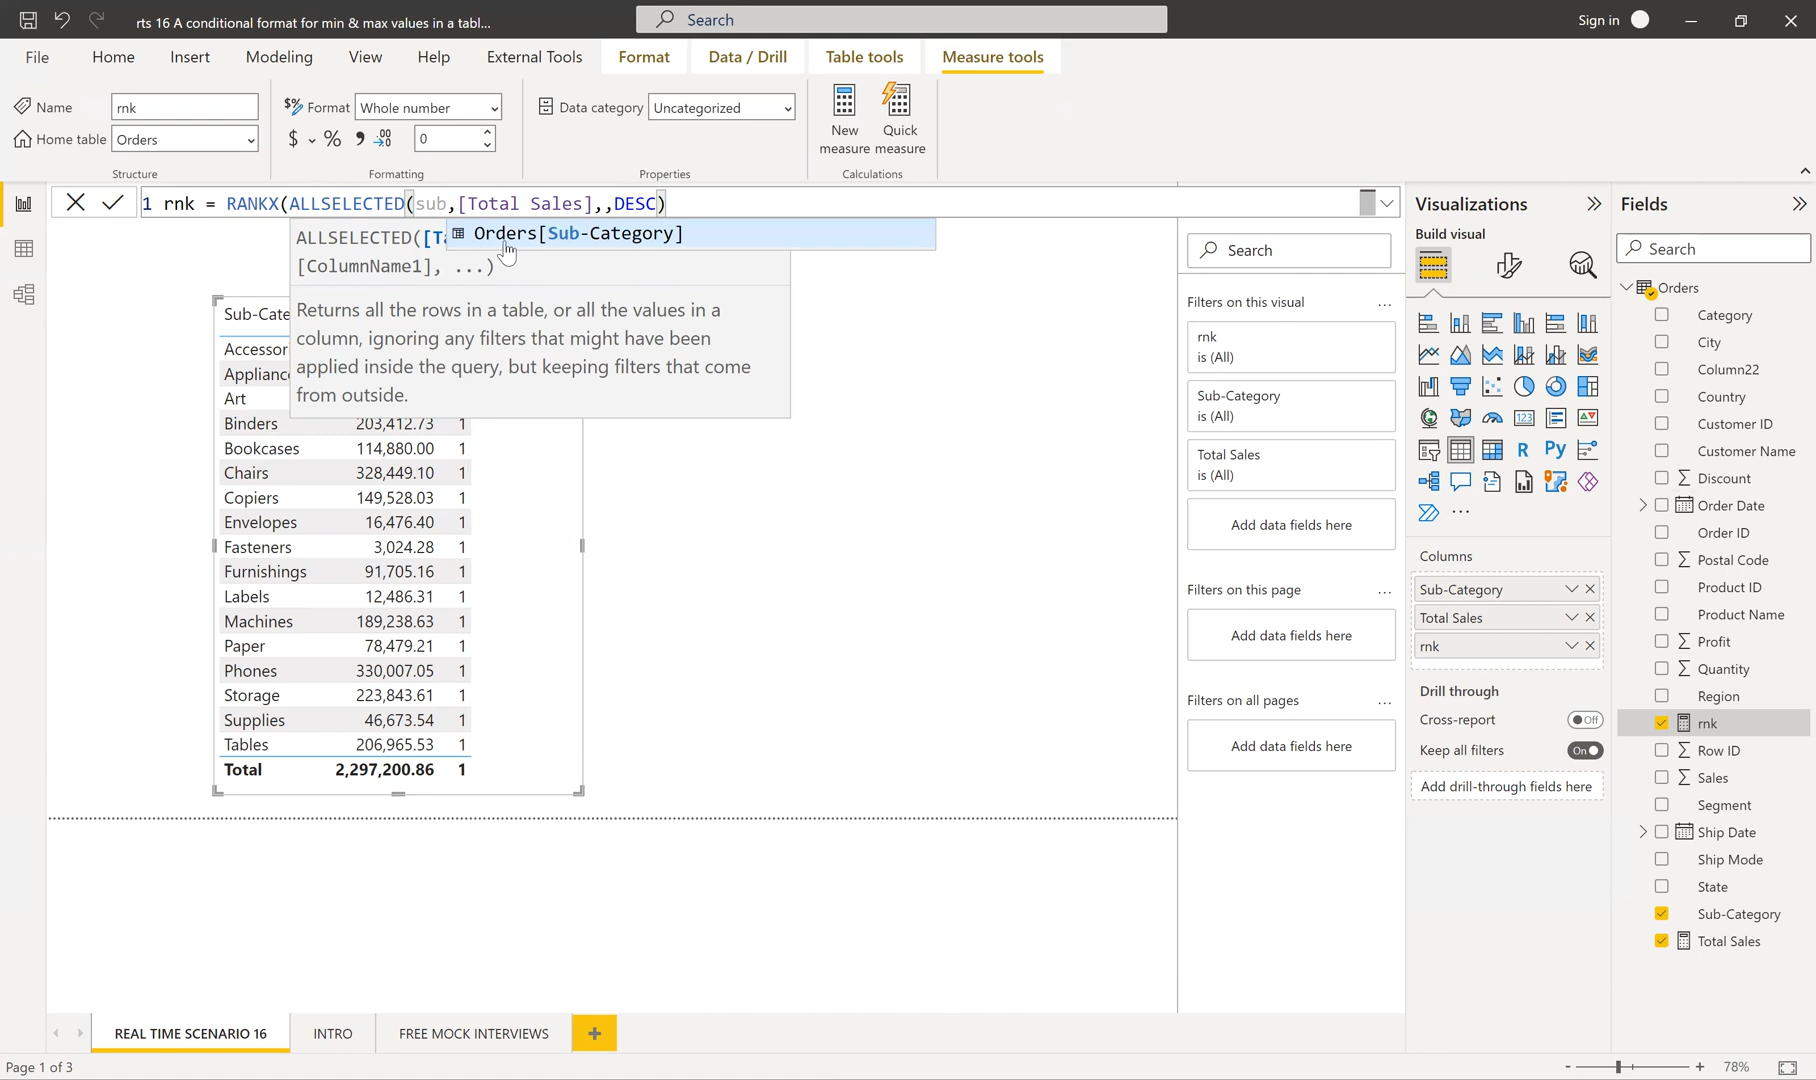 rts 16 A conditional format for min & max values in a tabl...
Search
Sign in
File
Home
Insert
Modeling
View
Help
External Tools
Format
Data / Drill
Table tools
Measure tools
Name
rnk
Home table
Orders
Structure
$% Format
Whole number
$
%
,
.00
0
Formatting
Data category
Uncategorized
Properties
New
measure
Quick
measure
Calculations
1 rnk = RANKX(ALLSELECTED(sub,[Total Sales],,DESC)
ALLSELECTED([Ta
Orders[Sub-Category]
[ColumnName1], ...)
Returns all the rows in a table, or all the values in a
column, ignoring any filters that might have been
applied inside the query, but keeping filters that come
from outside.
Sub-Cate
Accessor
Applianc
Art
Binders 203,412.73 1
Bookcases 114,880.00 1
Chairs 328,449.10 1
Copiers 149,528.03 1
Envelopes 16,476.40 1
Fasteners 3,024.28 1
Furnishings 91,705.16 1
Labels 12,486.31 1
Machines 189,238.63 1
Paper 78,479.21 1
Phones 330,007.05 1
Storage 223,843.61 1
Supplies 46,673.54 1
Tables 206,965.53 1
Total 2,297,200.86 1
Search
Filters on this visual ...
rnk
is (All)
Sub-Category
is (All)
Total Sales
is (All)
Add data fields here
Filters on this page ...
Add data fields here
Filters on all pages ...
Add data fields here
Visualizations
Build visual
123
R
Py
...
Columns
Sub-Category
Total Sales
rnk
Drill through
Cross-report Off
Keep all filters On
Add drill-through fields here
Fields
Search
Orders
Category
City
Column22
Country
Customer ID
Customer Name
Σ Discount
Order Date
Order ID
Σ Postal Code
Product ID
Product Name
Σ Profit
Σ Quantity
Region
rnk
Σ Row ID
Σ Sales
Segment
Ship Date
Ship Mode
State
Sub-Category
Total Sales
REAL TIME SCENARIO 16
INTRO
FREE MOCK INTERVIEWS
+
Page 1 of 3
- + 78%